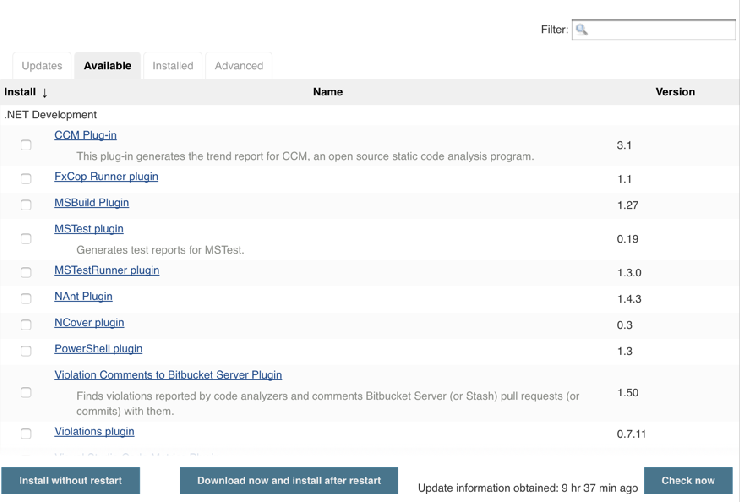 Filter:
Updates Available Installed Advanced
Install ↓ Name Version
.NET Development
CCM Plug-in
This plug-in generates the trend report for CCM, an open source static code analysis program.
3.1
FxCop Runner plugin 1.1
MSBuild Plugin 1.27
MSTest plugin
Generates test reports for MSTest.
0.19
MSTestRunner plugin 1.3.0
NAnt Plugin 1.4.3
NCover plugin 0.3
PowerShell plugin 1.3
Violation Comments to Bitbucket Server Plugin
Finds violations reported by code analyzers and comments Bitbucket Server (or Stash) pull requests (or
commits) with them.
1.50
Violations plugin 0.7.11
Install without restart Download now and install after restart Update information obtained: 9 hr 37 min ago Check now